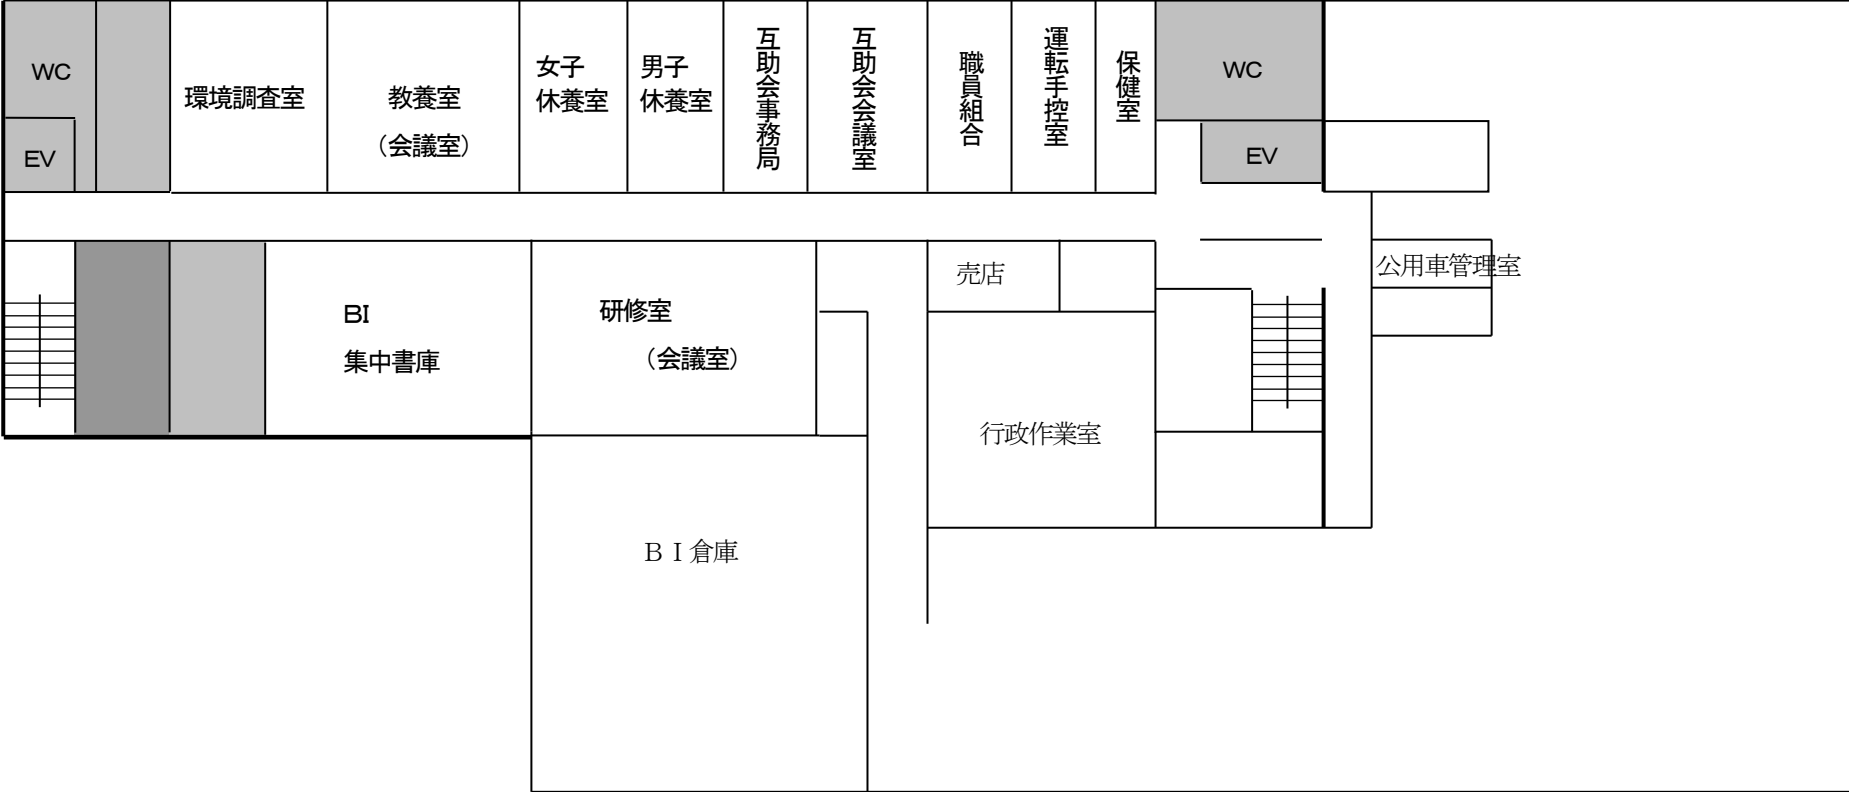 WC
環境調査室
教養室
（会議室）
女子
休養室
男子
休養室
互助会事務局
互助会会議室
職員組合
運転手控室
保健室
WC
EV
EV
BI
集中書庫
研修室
（会議室）
売店
公用車管理室
行政作業室
ＢＩ倉庫